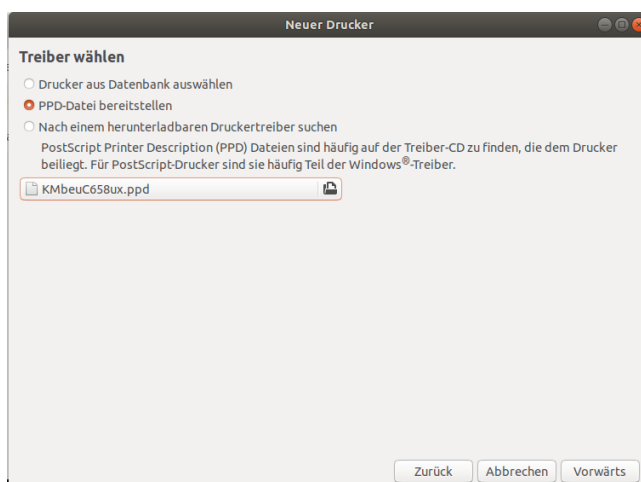 Neuer Drucker
Treiber wählen
Drucker aus Datenbank auswählen
PPD-Datei bereitstellen
Nach einem herunterladbaren Druckertreiber suchen
PostScript Printer Description (PPD) Dateien sind häufig auf der Treiber-CD zu finden, die dem Drucker
beiliegt. Für PostScript-Drucker sind sie häufig Teil der Windows®-Treiber.
KMbeuC658ux.ppd
Zurück Abbrechen Vorwärts